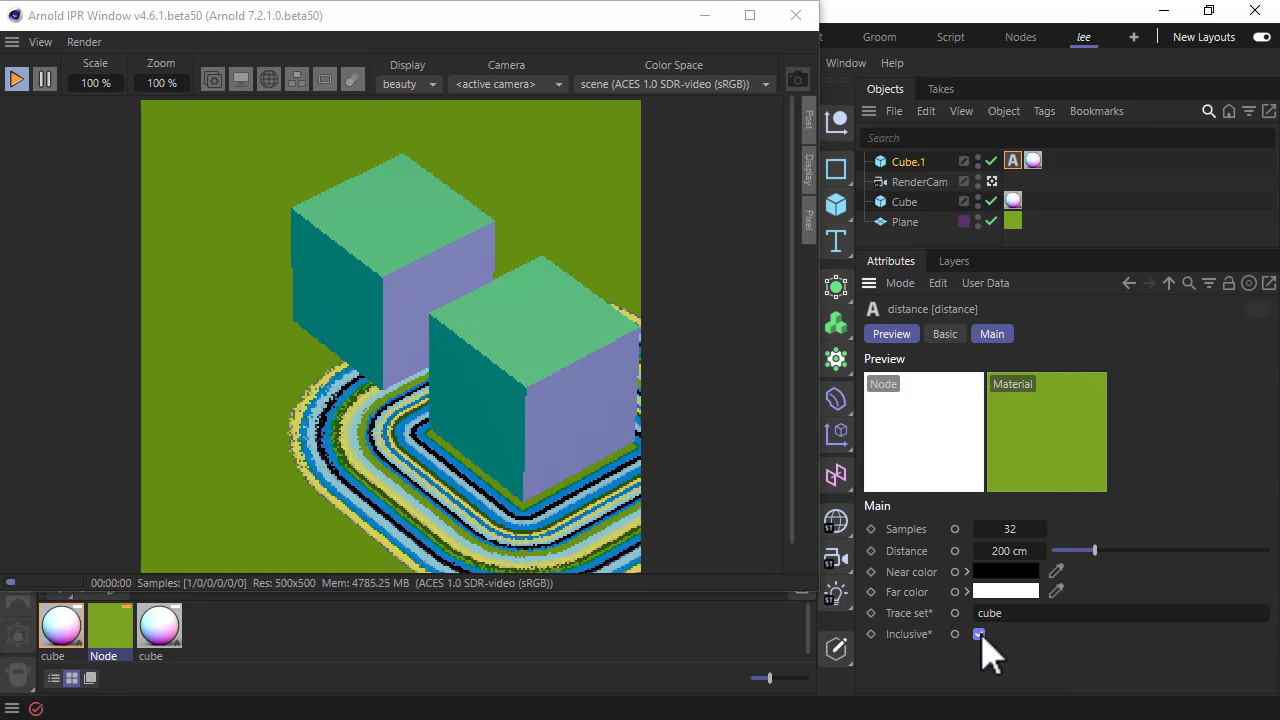 Arnold IPR Window v4.6.1.beta50 (Arnold 7.2.1.0.beta50)
View Render
Scale Zoom Display Camera Color Space
100 % 100 % beauty <active camera> scene (ACES 1.0 SDR-video (sRGB))
Post
Display
Pixel
00:00:00 Samples: [1/0/0/0/0/0] Res: 500x500 Mem: 4785.25 MB (ACES 1.0 SDR-video (sRGB))
cube Node cube
Groom Script Nodes lee + New Layouts
Window Help
Objects Takes
File Edit View Object Tags Bookmarks
Search
Cube.1
RenderCam
Cube
Plane
Attributes Layers
Mode Edit User Data
A distance [distance]
Preview Basic Main
Preview
Node Material
Main
Samples 32
Distance 200 cm
Near color
Far color
Trace set* cube
Inclusive*